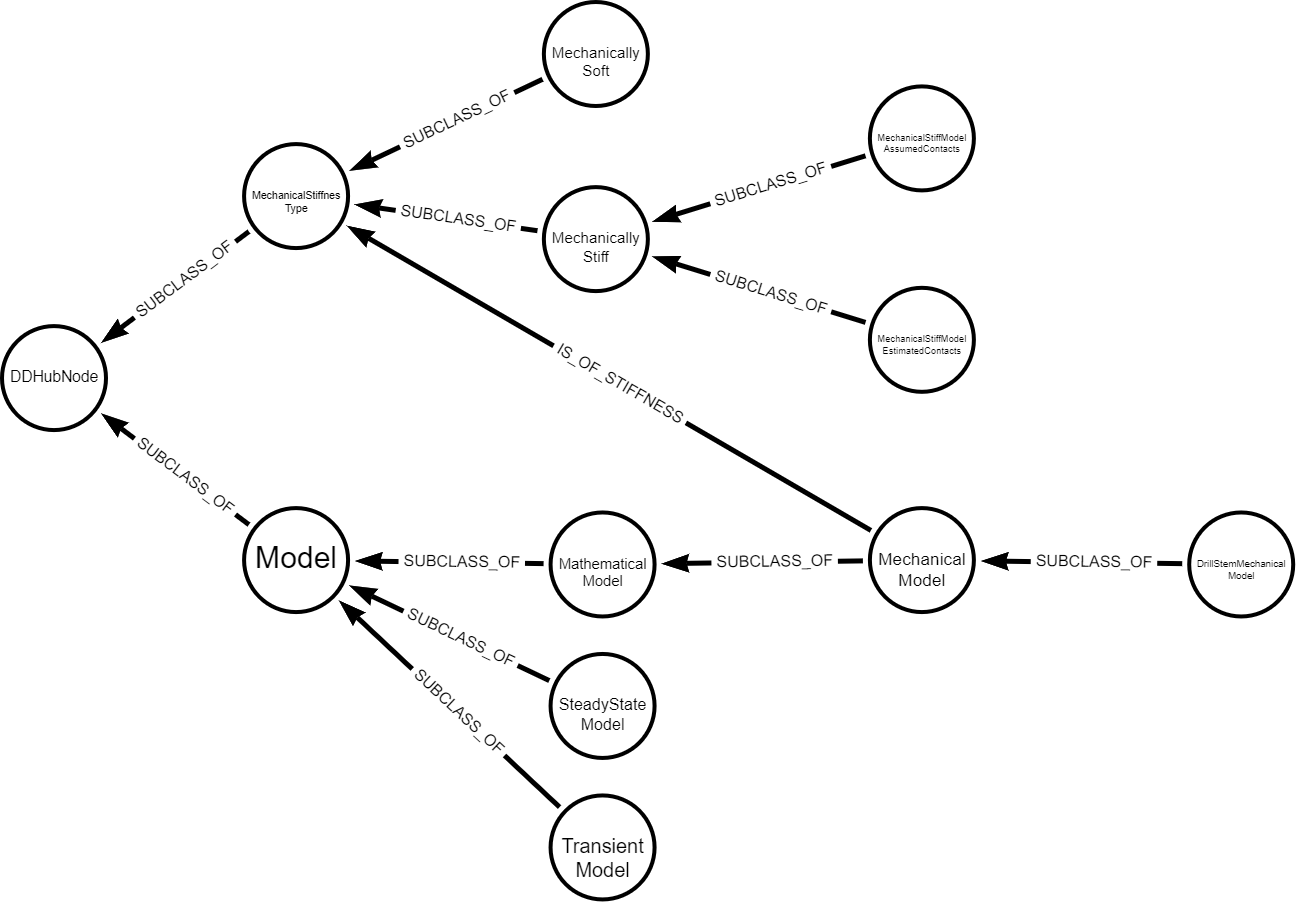 Mechanically
Soft
SUBCLASS_OF
MechanicalStiffModel
AssumedContacts
SUBCLASS_OF
MechanicalStiffnes
Type
SUBCLASS_OF
Mechanically
Stiff
SUBCLASS_OF
SUBCLASS_OF
MechanicalStiffModel
EstimatedContacts
DDHubNode
IS_OF_STIFFNESS
SUBCLASS_OF
Model
SUBCLASS_OF
Mathematical
Model
SUBCLASS_OF
Mechanical
Model
SUBCLASS_OF
DrillStemMechanical
Model
SUBCLASS_OF
SteadyState
Model
SUBCLASS_OF
Transient
Model